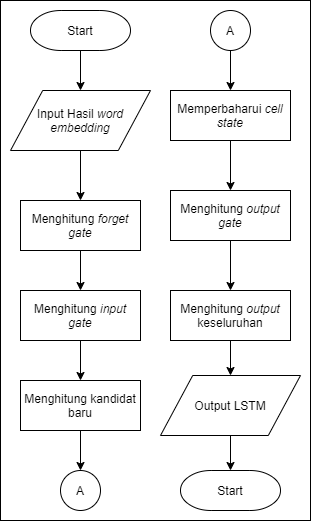 Start
Input Hasil word
embedding
Menghitung forget
gate
Menghitung input
gate
Menghitung kandidat
baru
A
A
Memperbaharui cell
state
Menghitung output
gate
Menghitung output
keseluruhan
Output LSTM
Start